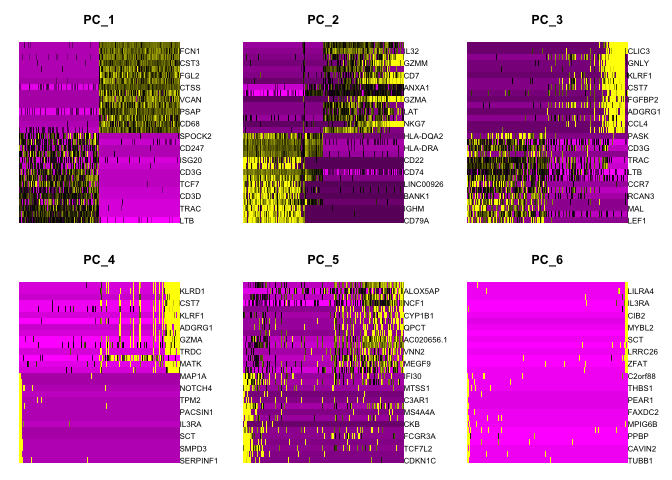 PC_1
FCN1
CST3
FGL2
CTSS
VCAN
PSAP
CD68
SPOCK2
CD247
ISG20
CD3G
TCF7
CD3D
TRAC
LTB
PC_2
IL32
GZMM
CD7
ANXA1
GZMA
LAT
NKG7
HLA-DQA2
HLA-DRA
CD22
CD74
LINC00926
BANK1
IGHM
CD79A
PC_3
CLIC3
GNLY
KLRF1
CST7
FGFBP2
ADGRG1
CCL4
PASK
CD3G
TRAC
LTB
CCR7
RCAN3
MAL
LEF1
PC_4
KLRD1
CST7
KLRF1
ADGRG1
GZMA
TRDC
MATK
MAP1A
NOTCH4
TPM2
PACSIN1
IL3RA
SCT
SMPD3
SERPINF1
PC_5
ALOX5AP
NCF1
CYP1B1
QPCT
AC020656.1
VNN2
MEGF9
IFI30
MTSS1
C3AR1
MS4A4A
CKB
FCGR3A
TCF7L2
CDKN1C
PC_6
LILRA4
IL3RA
CIB2
MYBL2
SCT
LRRC26
ZFAT
C2orf88
THBS1
PEAR1
FAXDC2
MPIG6B
PPBP
CAVIN2
TUBB1